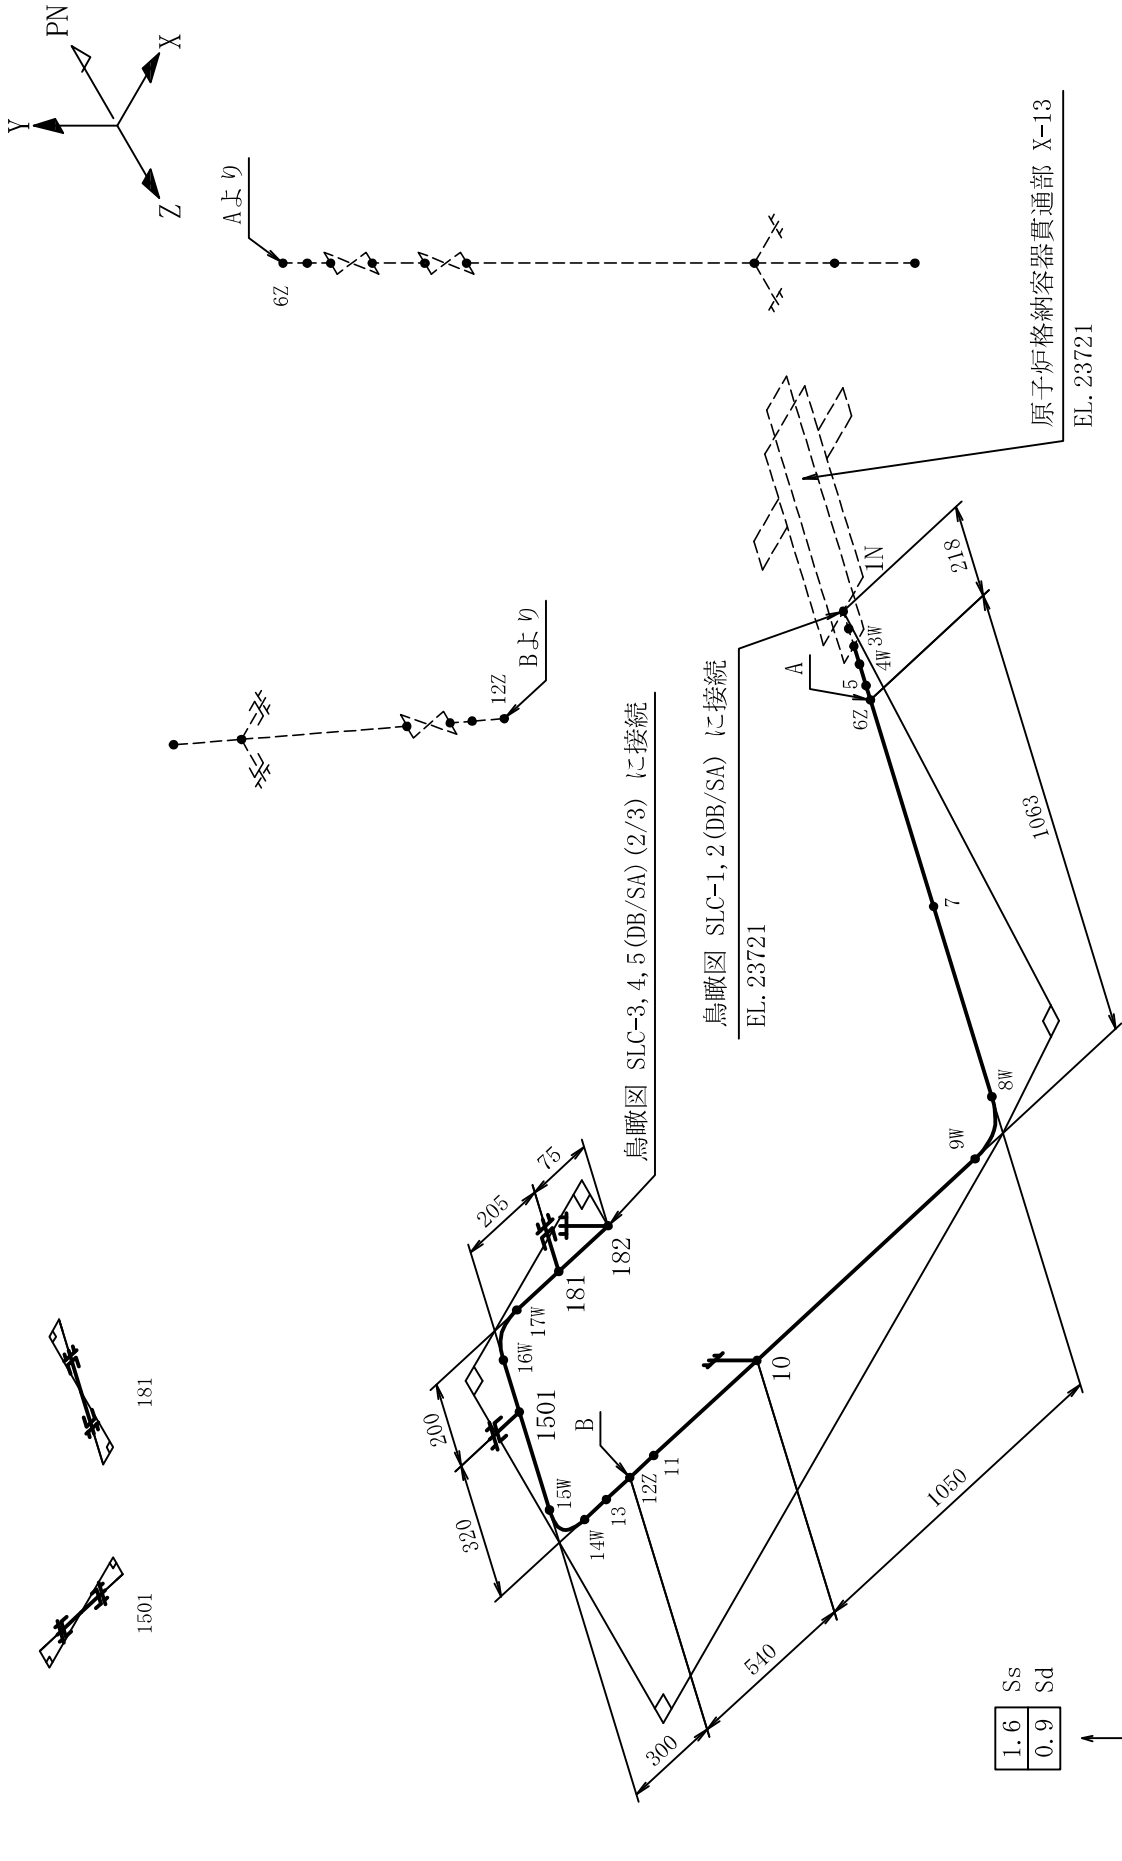 PN
Y
X
Z
Aより
6Z
原子炉格納容器貫通部 X-13
EL.23721
12Z
Bより
鳥瞰図 SLC-3,4,5(DB/SA)(2/3) に接続
鳥瞰図 SLC-1,2(DB/SA) に接続
EL.23721
A
1N
3W
4W
5
6Z
7
8W
9W
10
11
12Z
B
13
14W
15W
1501
16W
17W
181
182
218
1063
1050
540
300
320
200
205
75
181
1501
1.6 Ss
0.9 Sd